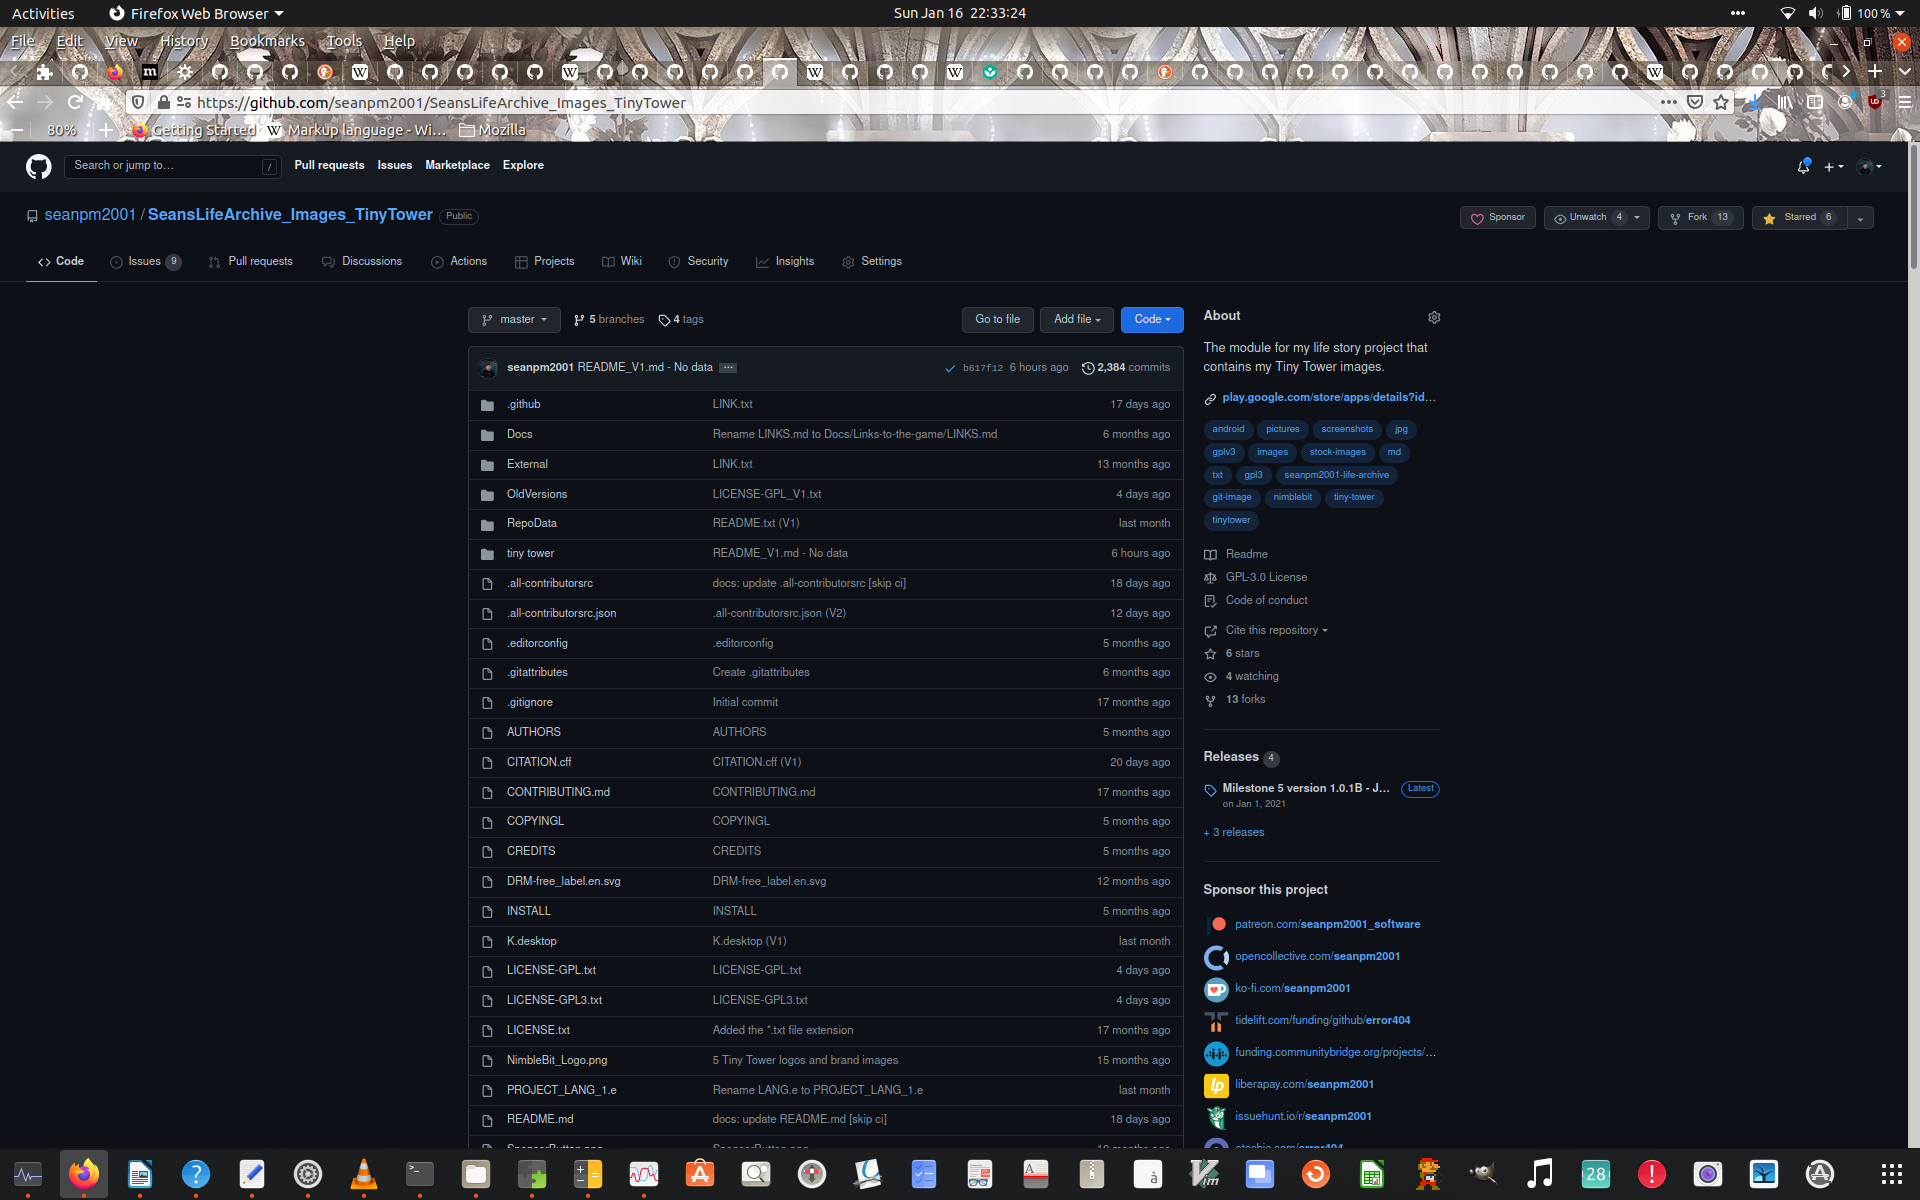 Activities
Firefox Web Browser
Sun Jan 16 22:33:24
100 %
File Edit View History Bookmarks Tools Help
https://github.com/seanpm2001/SeansLifeArchive_Images_TinyTower
3
80%
Getting Started
Markup language - Wi…
Mozilla
Search or jump to…
/
Pull requests
Issues
Marketplace
Explore
seanpm2001 / SeansLifeArchive_Images_TinyTower
Public
Sponsor
Unwatch 4
Fork 13
Starred 6
Code
Issues 9
Pull requests
Discussions
Actions
Projects
Wiki
Security
Insights
Settings
master
5 branches
4 tags
Go to file
Add file
Code
seanpm2001 README_V1.md - No data
b617f12 6 hours ago
2,384 commits
.github LINK.txt 17 days ago
Docs Rename LINKS.md to Docs/Links-to-the-game/LINKS.md 6 months ago
External LINK.txt 13 months ago
OldVersions LICENSE-GPL_V1.txt 4 days ago
RepoData README.txt (V1) last month
tiny tower README_V1.md - No data 6 hours ago
.all-contributorsrc docs: update .all-contributorsrc [skip ci] 18 days ago
.all-contributorsrc.json .all-contributorsrc.json (V2) 12 days ago
.editorconfig .editorconfig 5 months ago
.gitattributes Create .gitattributes 6 months ago
.gitignore Initial commit 17 months ago
AUTHORS AUTHORS 5 months ago
CITATION.cff CITATION.cff (V1) 20 days ago
CONTRIBUTING.md CONTRIBUTING.md 17 months ago
COPYINGL COPYINGL 5 months ago
CREDITS CREDITS 5 months ago
DRM-free_label.en.svg DRM-free_label.en.svg 12 months ago
INSTALL INSTALL 5 months ago
K.desktop K.desktop (V1) last month
LICENSE-GPL.txt LICENSE-GPL.txt 4 days ago
LICENSE-GPL3.txt LICENSE-GPL3.txt 4 days ago
LICENSE.txt Added the *.txt file extension 17 months ago
NimbleBit_Logo.png 5 Tiny Tower logos and brand images 15 months ago
PROJECT_LANG_1.e Rename LANG.e to PROJECT_LANG_1.e last month
README.md docs: update README.md [skip ci] 18 days ago
About
The module for my life story project that
contains my Tiny Tower images.
play.google.com/store/apps/details?id…
android pictures screenshots jpg
gplv3 images stock-images md
txt gpl3 seanpm2001-life-archive
git-image nimblebit tiny-tower
tinytower
Readme
GPL-3.0 License
Code of conduct
Cite this repository
6 stars
4 watching
13 forks
Releases 4
Milestone 5 version 1.0.1B - J…
Latest
on Jan 1, 2021
+ 3 releases
Sponsor this project
patreon.com/seanpm2001_software
opencollective.com/seanpm2001
ko-fi.com/seanpm2001
tidelift.com/funding/github/error404
funding.communitybridge.org/projects/…
liberapay.com/seanpm2001
issuehunt.io/r/seanpm2001
28